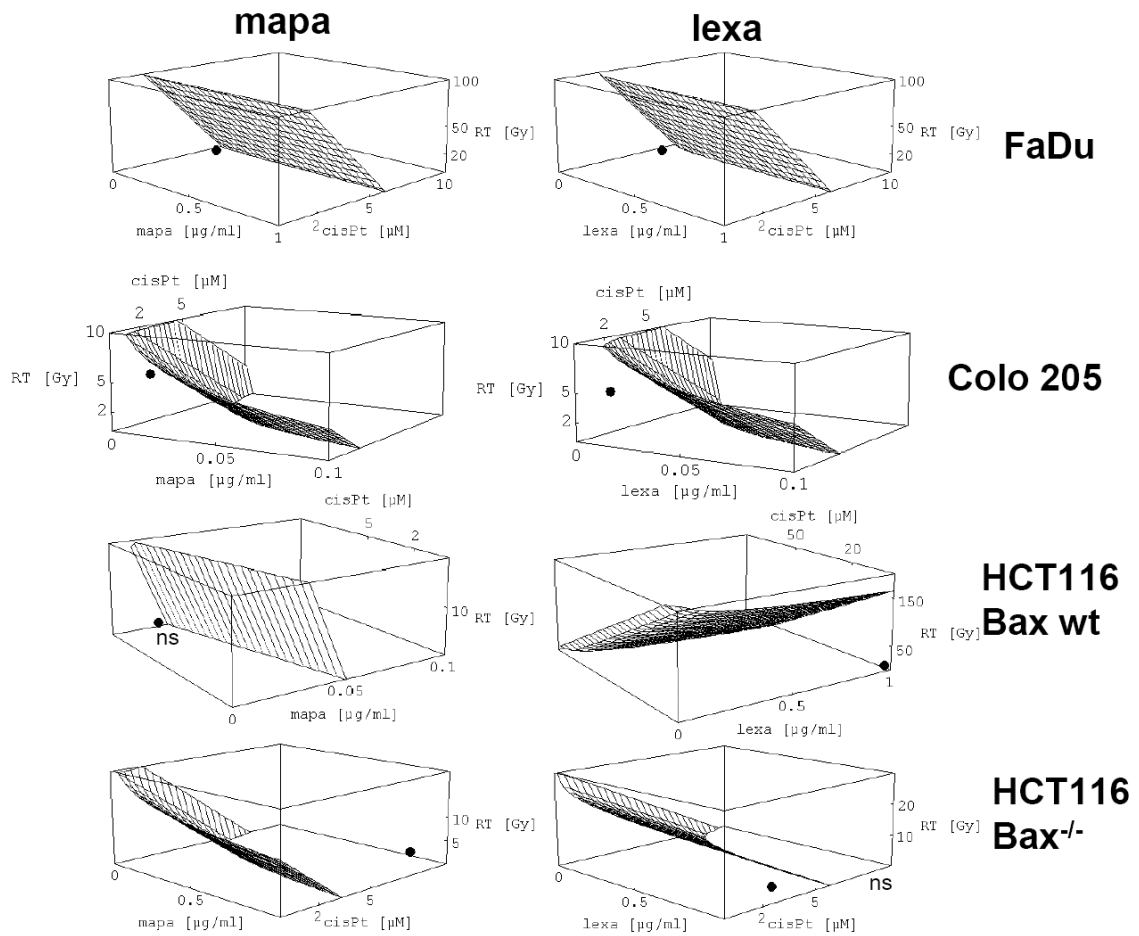 mapa
lexa
100
50
RT [Gy]
20
0
0.5
mapa [µg/ml]
1
2
cisPt [µM]
5
10
100
50
RT [Gy]
20
0
0.5
lexa [µg/ml]
1
2
cisPt [µM]
5
10
FaDu
cisPt [µM]
2
5
10
RT [Gy]
5
2
0
0.05
mapa [µg/ml]
0.1
cisPt [µM]
2
5
10
RT [Gy]
5
2
0
0.05
lexa [µg/ml]
0.1
Colo 205
cisPt [µM]
5
2
10
RT [Gy]
ns
0.1
0.05
mapa [µg/ml]
0
cisPt [µM]
50
20
150
RT [Gy]
50
1
0.5
lexa [µg/ml]
0
HCT116
Bax wt
10
RT [Gy]
5
0
0.5
mapa [µg/ml]
1
2
cisPt [µM]
5
20
RT [Gy]
10
ns
0
0.5
lexa [µg/ml]
1
2
cisPt [µM]
5
HCT116
Bax-/-